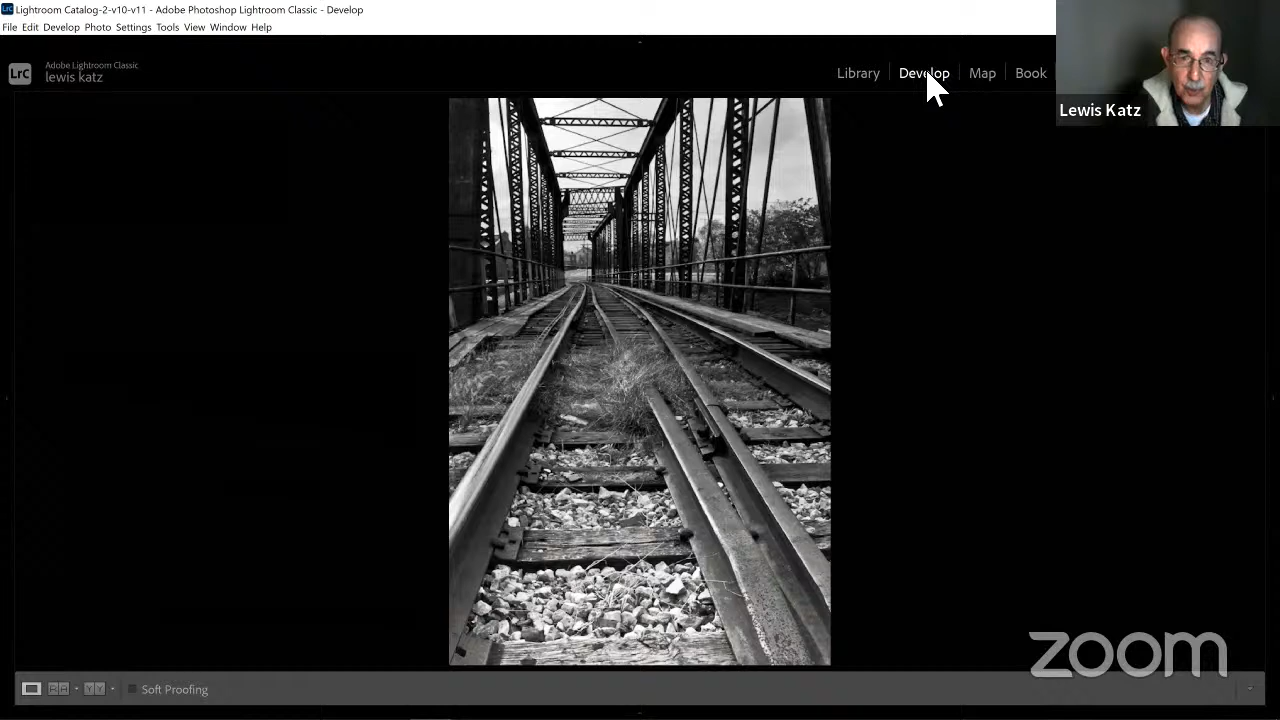 Lightroom Catalog-2-v10-v11 - Adobe Photoshop Lightroom Classic - Develop
File Edit Develop Photo Settings Tools View Window Help
LrC
Adobe Lightroom Classic
lewis katz
Library Develop Map Book
Lewis Katz
zoom
Soft Proofing